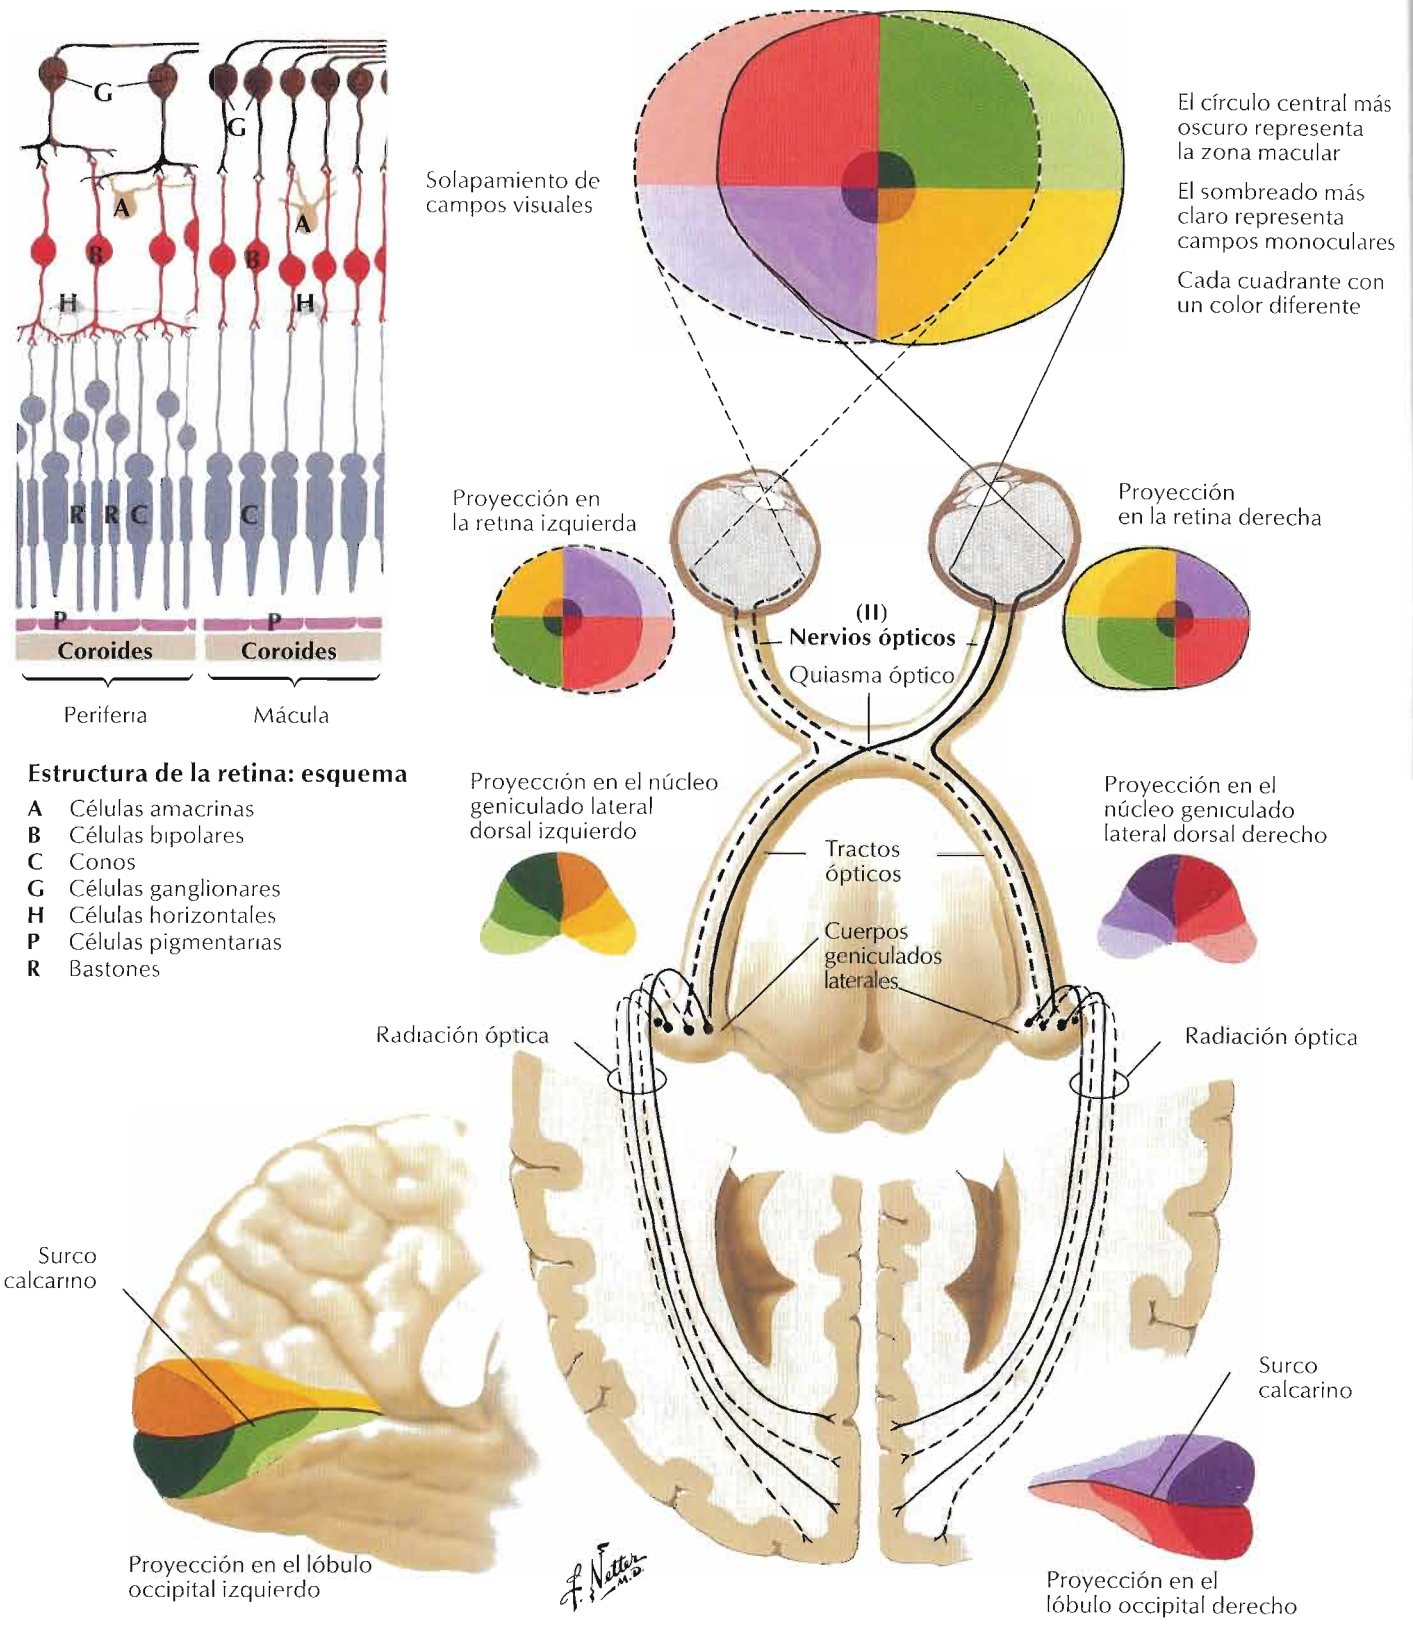 G
G
A
A
B
B
H
H
R
R
C
C
P
P
Coroides
Coroides
Periferia
Mácula
Estructura de la retina: esquema
A Células amacrinas
B Células bipolares
C Conos
G Células ganglionares
H Células horizontales
P Células pigmentarias
R Bastones
Solapamiento de
campos visuales
El círculo central más
oscuro representa
la zona macular
El sombreado más
claro representa
campos monoculares
Cada cuadrante con
un color diferente
Proyección en
la retina izquierda
Proyección
en la retina derecha
(II)
Nervios ópticos
Quiasma óptico
Proyección en el núcleo
geniculado lateral
dorsal izquierdo
Proyección en el
núcleo geniculado
lateral dorsal derecho
Tractos
ópticos
Cuerpos
geniculados
laterales
Radiación óptica
Radiación óptica
Surco
calcarino
Surco
calcarino
Proyección en el lóbulo
occipital izquierdo
Proyección en el
lóbulo occipital derecho
F. Netter
M.D.